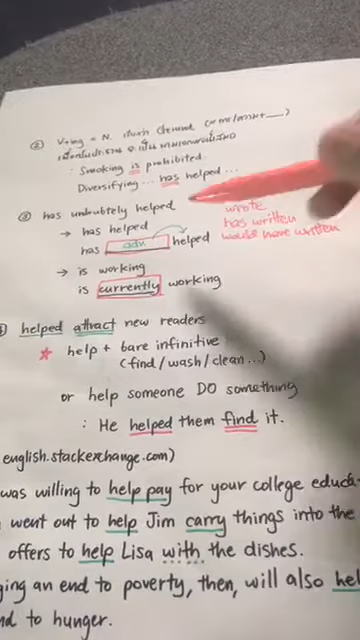 ② Ving = N.
: Smoking is prohibited.
Diversifying ... has helped ...
③ has undoubtely helped
→ has helped
has adv. helped
→ is working
is currently working
wrote
has written
would have written
helped attract new readers
* help + bare infinitive
(find / wash / clean ...)
or help someone DO something
: He helped them find it.
english.stackexchange.com)
was willing to help pay for your college educa
went out to help Jim carry things into the
offers to help Lisa with the dishes.
ging an end to poverty, then, will also hel
nd to hunger.